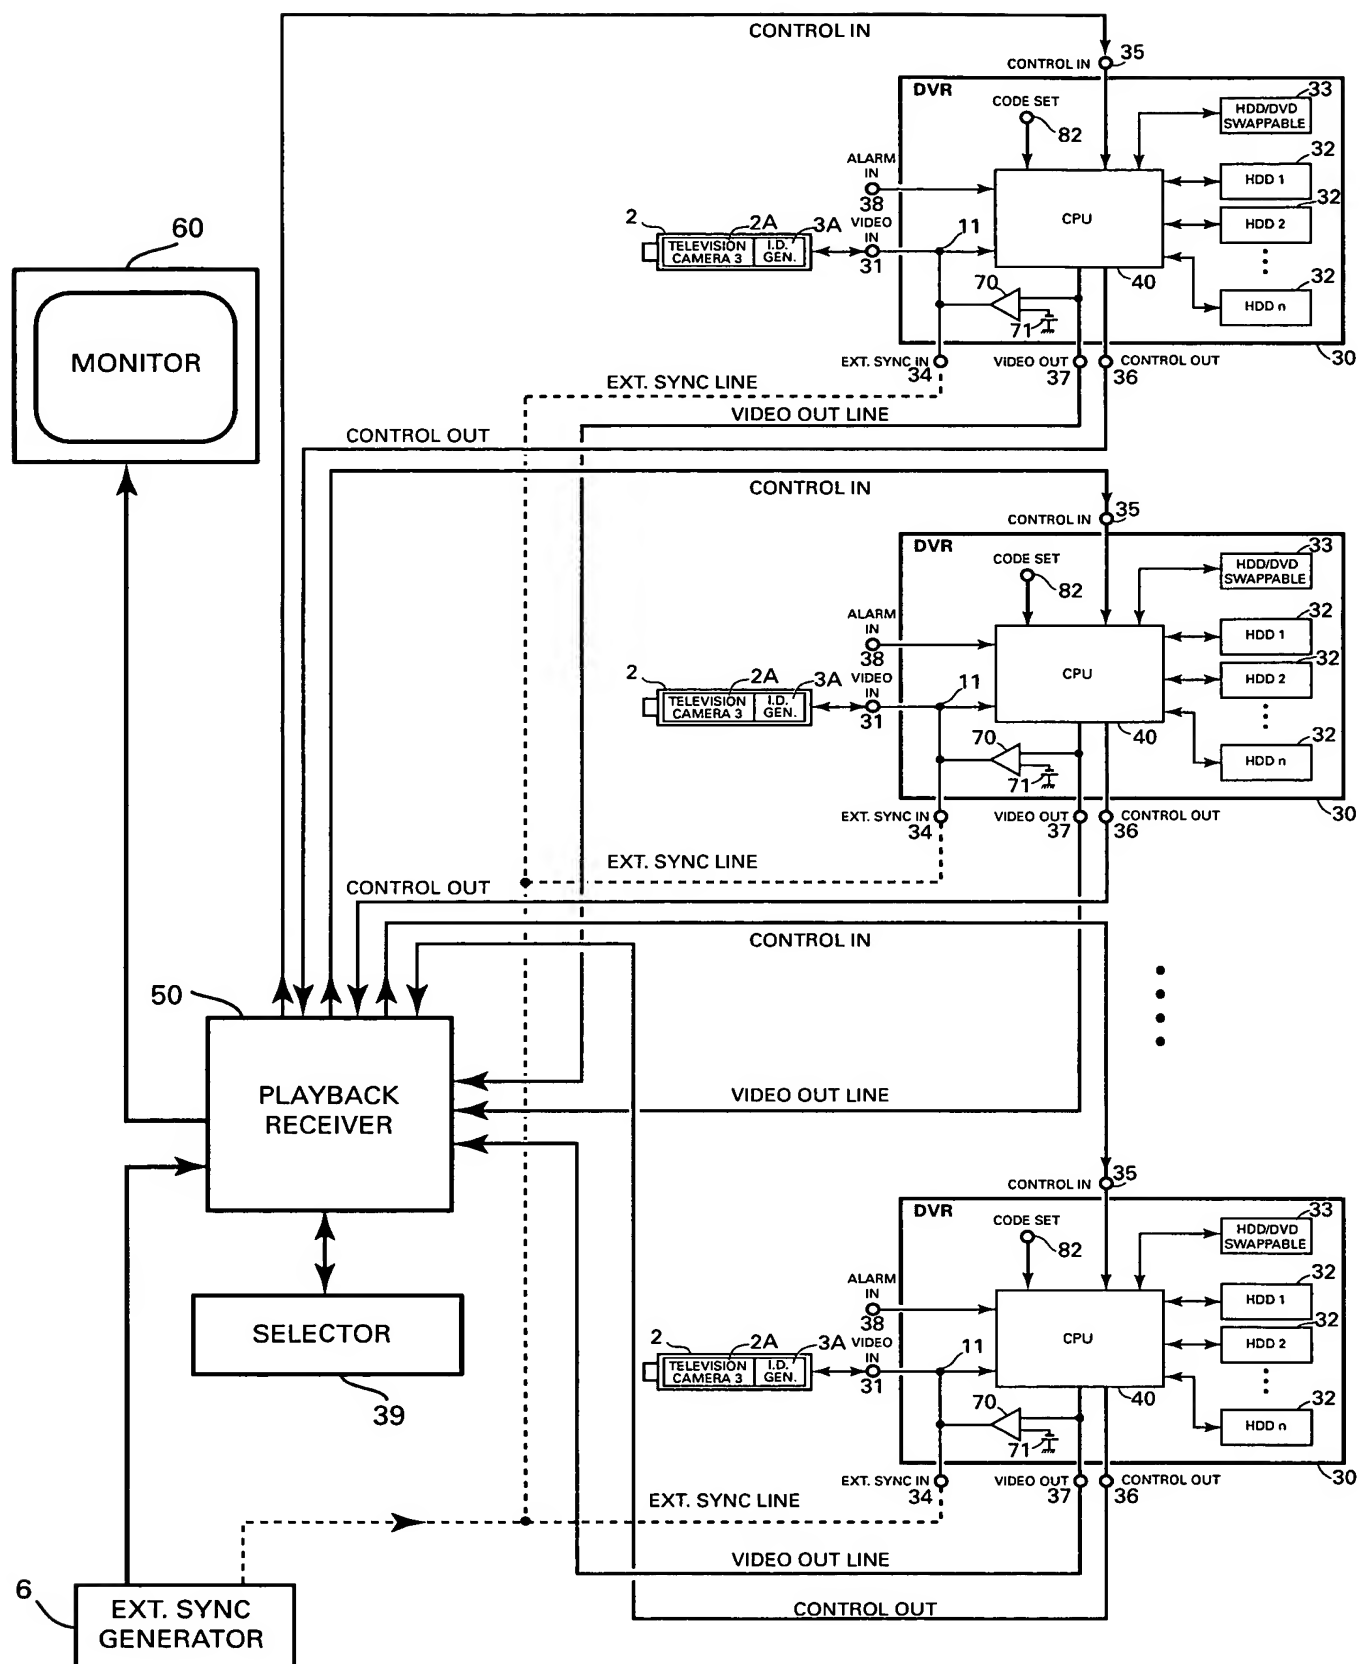 CONTROL IN
CONTROL IN
35
DVR
CODE SET
82
33
HDD/DVD
SWAPPABLE
ALARM
IN
38
32
HDD 1
CPU
32
HDD 2
2
2A
3A
VIDEO
IN
31
11
TELEVISION
CAMERA 3
I.D.
GEN.
40
32
HDD n
70
71
30
60
MONITOR
EXT. SYNC IN
34
VIDEO OUT
37
36
CONTROL OUT
EXT. SYNC LINE
VIDEO OUT LINE
CONTROL OUT
CONTROL IN
CONTROL IN
35
DVR
CODE SET
82
33
HDD/DVD
SWAPPABLE
ALARM
IN
38
32
HDD 1
CPU
32
HDD 2
2
2A
3A
VIDEO
IN
31
11
TELEVISION
CAMERA 3
I.D.
GEN.
40
32
HDD n
70
71
30
EXT. SYNC IN
34
VIDEO OUT
37
36
CONTROL OUT
EXT. SYNC LINE
CONTROL OUT
CONTROL IN
50
PLAYBACK
RECEIVER
VIDEO OUT LINE
CONTROL IN
35
DVR
CODE SET
82
33
HDD/DVD
SWAPPABLE
ALARM
IN
38
32
HDD 1
CPU
32
HDD 2
2
2A
3A
VIDEO
IN
31
11
TELEVISION
CAMERA 3
I.D.
GEN.
40
32
HDD n
70
71
30
SELECTOR
39
EXT. SYNC IN
34
VIDEO OUT
37
36
CONTROL OUT
EXT. SYNC LINE
VIDEO OUT LINE
CONTROL OUT
6
EXT. SYNC
GENERATOR